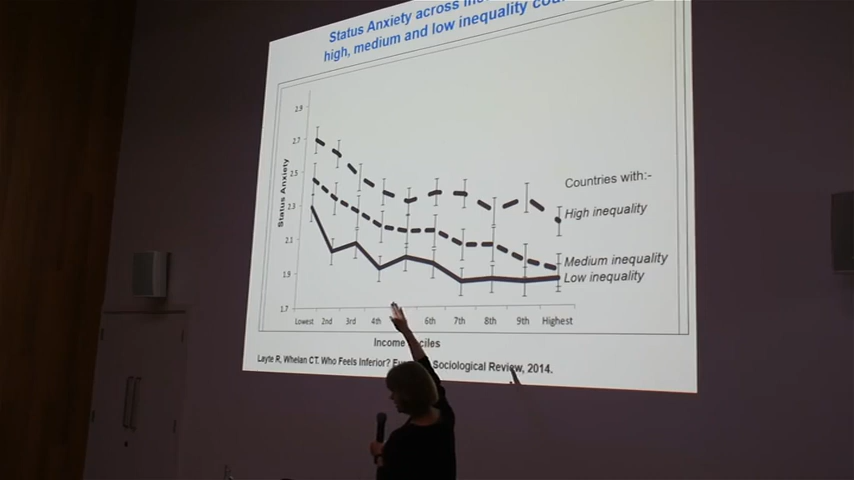 Status Anxiety across
high, medium and low inequality
2.9
2.7
2.5
2.3
2.1
1.9
1.7
Status Anxiety
Countries with:-
High inequality
Medium inequality
Low inequality
Lowest 2nd 3rd 4th 6th 7th 8th 9th Highest
Income
Layte R, Whelan CT. Who Feels Inferior? Sociological Review, 2014.